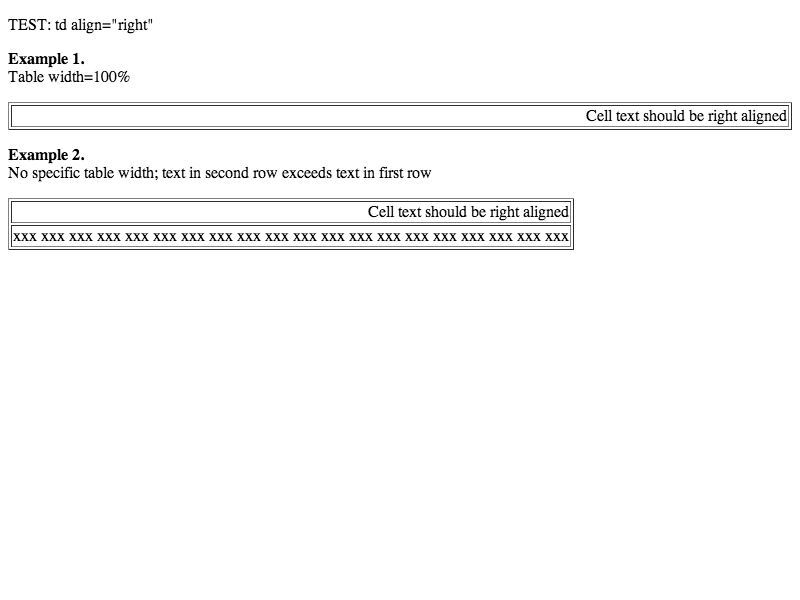 TEST: td align="right"
Example 1.
Table width=100%
Cell text should be right aligned
Example 2.
No specific table width; text in second row exceeds text in first row
Cell text should be right aligned
xxx xxx xxx xxx xxx xxx xxx xxx xxx xxx xxx xxx xxx xxx xxx xxx xxx xxx xxx xxx